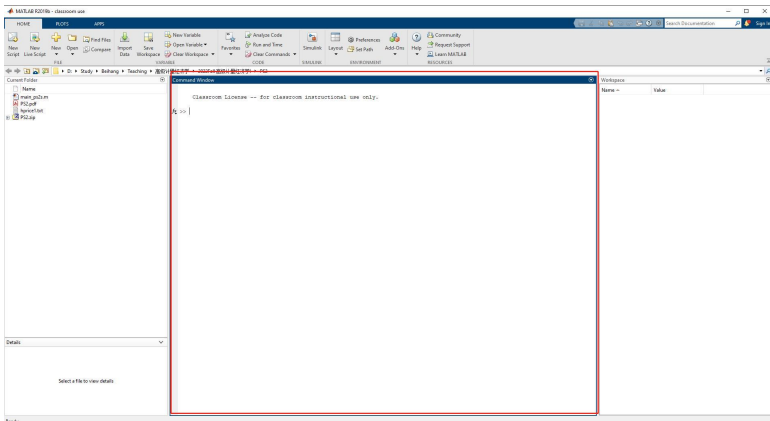 MATLAB R2019b - classroom use
HOME PLOTS APPS
Search Documentation Sign In
New Script New Live Script New Open Find Files Compare Import Data Save Workspace New Variable Open Variable Clear Workspace Favorites Analyze Code Run and Time Clear Commands Simulink Layout Preferences Set Path Add-Ons Help Community Request Support Learn MATLAB
FILE VARIABLE CODE SIMULINK ENVIRONMENT RESOURCES
D: Study Beihang Teaching PS2
Current Folder
Name
main_ps2s.m
PS2.pdf
hprice1.txt
PS2.zip
Details
Select a file to view details
Command Window
Classroom License -- for classroom instructional use only.
fx >>
Workspace
Name Value